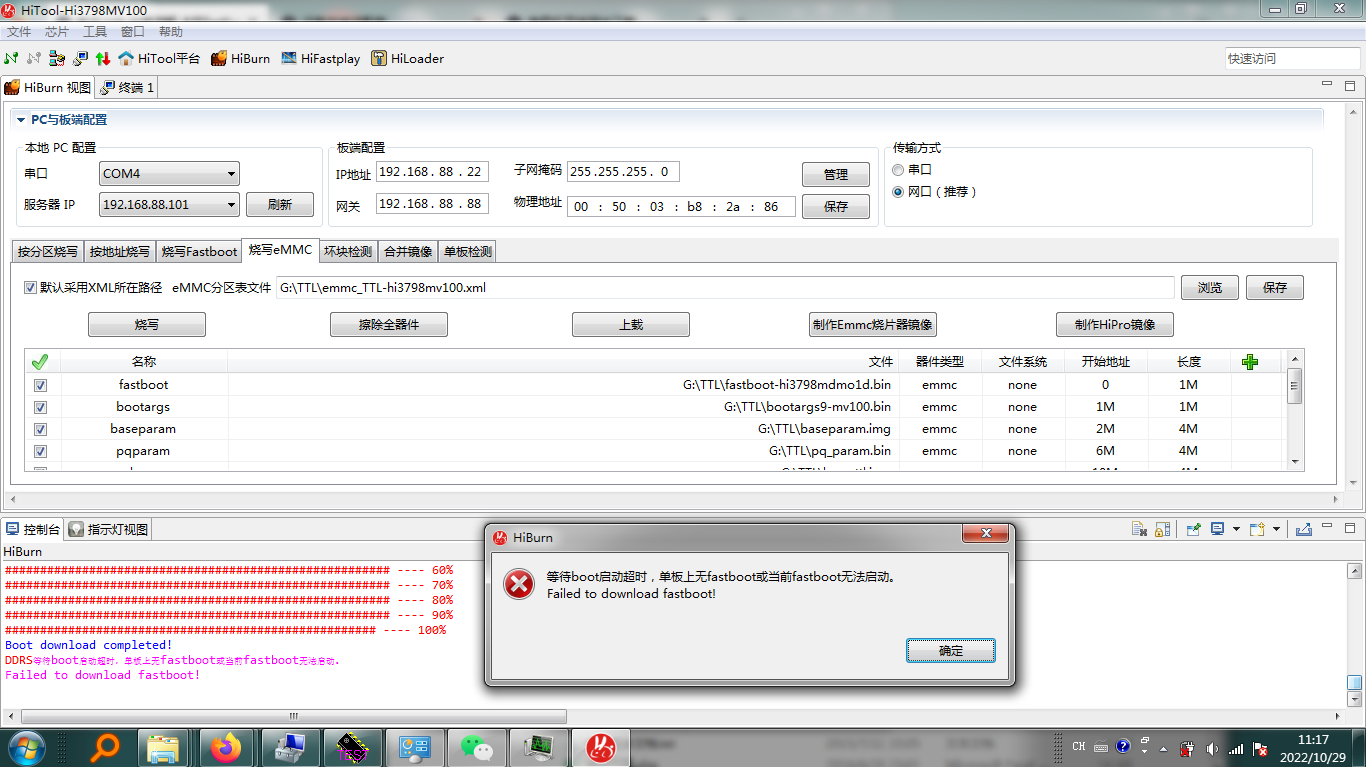 HiTool-Hi3798MV100
文件 芯片 工具 窗口 帮助
HiTool平台 HiBurn HiFastplay HiLoader 快速访问
HiBurn 视图 终端 1
PC与板端配置
本地 PC 配置 板端配置 传输方式
串口 COM4 IP地址 192.168. 88 . 22 子网掩码 255.255.255. 0 管理 串口
服务器 IP 192.168.88.101 刷新 网关 192.168. 88 . 88 物理地址 00 : 50 : 03 : b8 : 2a : 86 保存 网口（推荐）
按分区烧写 按地址烧写 烧写Fastboot 烧写eMMC 坏块检测 合并镜像 单板检测
默认采用XML所在路径 eMMC分区表文件 G:\TTL\emmc_TTL-hi3798mv100.xml 浏览 保存
烧写 擦除全器件 上载 制作Emmc烧片器镜像 制作HiPro镜像
名称 文件 器件类型 文件系统 开始地址 长度
fastboot G:\TTL\fastboot-hi3798mdmo1d.bin emmc none 0 1M
bootargs G:\TTL\bootargs9-mv100.bin emmc none 1M 1M
baseparam G:\TTL\baseparam.img emmc none 2M 4M
pqparam G:\TTL\pq_param.bin emmc none 6M 4M
控制台 指示灯视图
HiBurn
####################################################### ---- 60%
####################################################### ---- 70%
####################################################### ---- 80%
####################################################### ---- 90%
##################################################### ---- 100%
Boot download completed!
DDRS等待boot启动超时，单板上无fastboot或当前fastboot无法启动.
Failed to download fastboot!
HiBurn
等待boot启动超时，单板上无fastboot或当前fastboot无法启动。
Failed to download fastboot!
确定
CH
11:17
2022/10/29